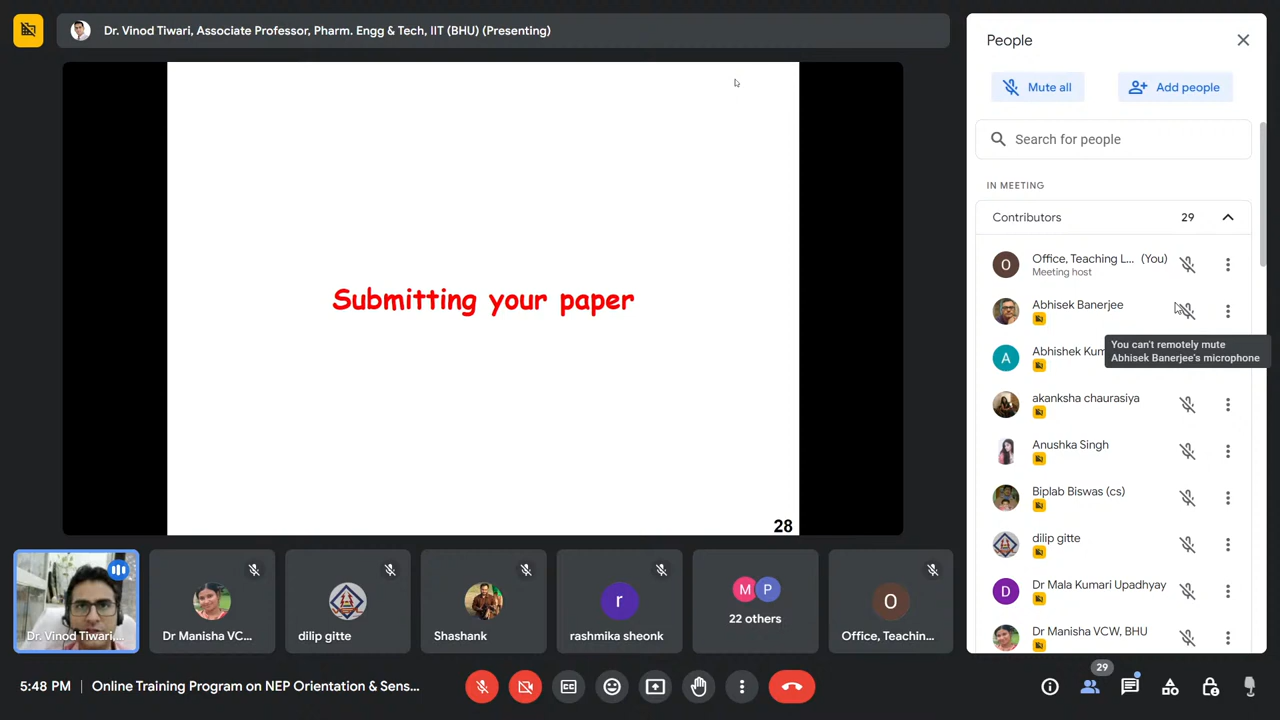 Dr. Vinod Tiwari, Associate Professor, Pharm. Engg & Tech, IIT (BHU) (Presenting)
Submitting your paper
28
Dr. Vinod Tiwari,...
Dr Manisha VC...
dilip gitte
Shashank
r
rashmika sheonk
M P
22 others
O
Office, Teachin...
5:48 PM | Online Training Program on NEP Orientation & Sens...
People
Mute all
Add people
Search for people
IN MEETING
Contributors 29
O
Office, Teaching L... (You)
Meeting host
Abhisek Banerjee
You can't remotely mute
Abhisek Banerjee's microphone
A
Abhishek Kum
akanksha chaurasiya
Anushka Singh
Biplab Biswas (cs)
dilip gitte
D
Dr Mala Kumari Upadhyay
Dr Manisha VCW, BHU
29